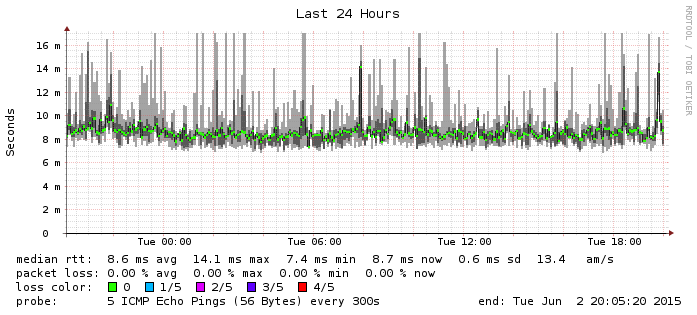 Last 24 Hours
RRDTOOL / TOBI OETIKER
Seconds
16 m
14 m
12 m
10 m
8 m
6 m
4 m
2 m
0
Tue 00:00 Tue 06:00 Tue 12:00 Tue 18:00
median rtt: 8.6 ms avg 14.1 ms max 7.4 ms min 8.7 ms now 0.6 ms sd 13.4 am/s
packet loss: 0.00 % avg 0.00 % max 0.00 % min 0.00 % now
loss color: 0 1/5 2/5 3/5 4/5
probe: 5 ICMP Echo Pings (56 Bytes) every 300s end: Tue Jun 2 20:05:20 2015